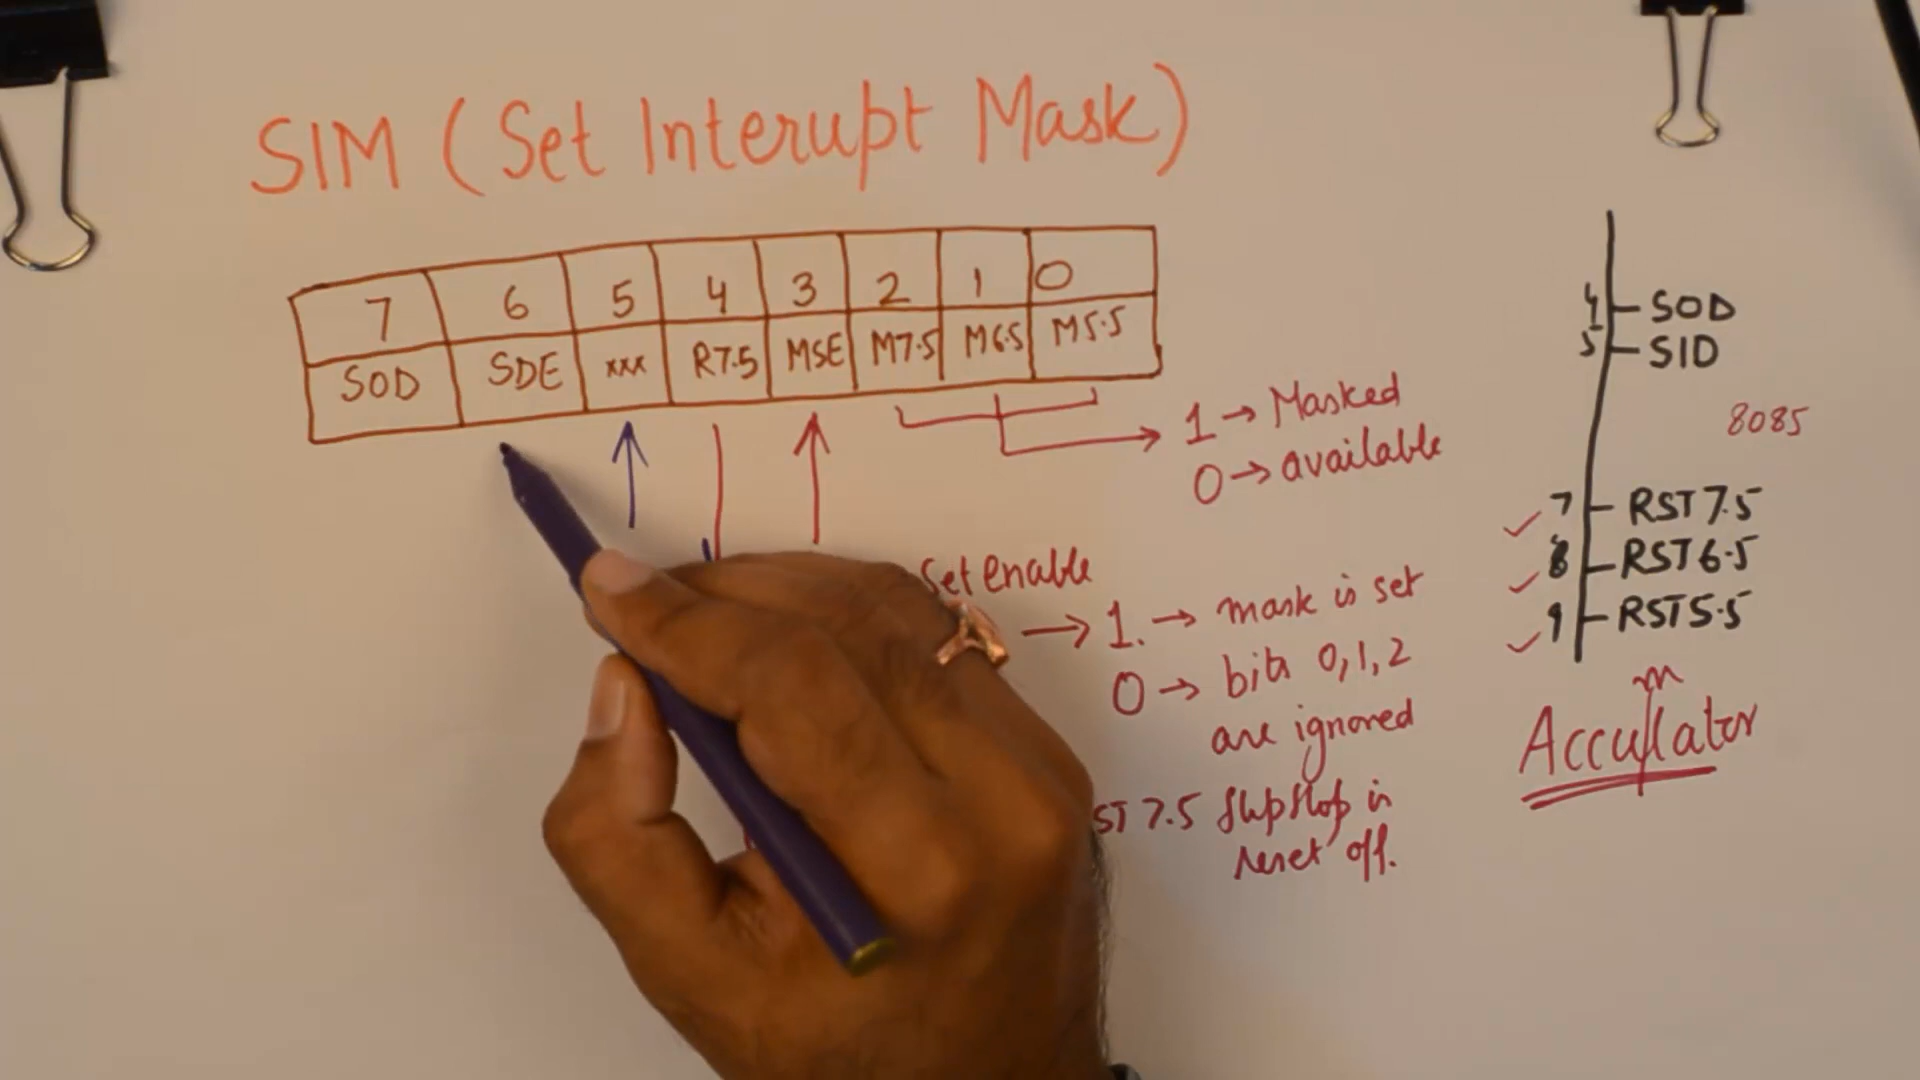 SIM (Set Interupt Mask)
7 6 5 4 3 2 1 0
SOD SDE xxx R7.5 MSE M7.5 M6.5 M5.5
1 → Masked
0 → available
Set enable
→ 1. → mask is set
0 → bits 0,1,2
are ignored
ST 7.5 flipflop is
reset off.
4 SOD
5 SID
8085
7 RST 7.5
8 RST 6.5
9 RST 5.5
m
Acculator